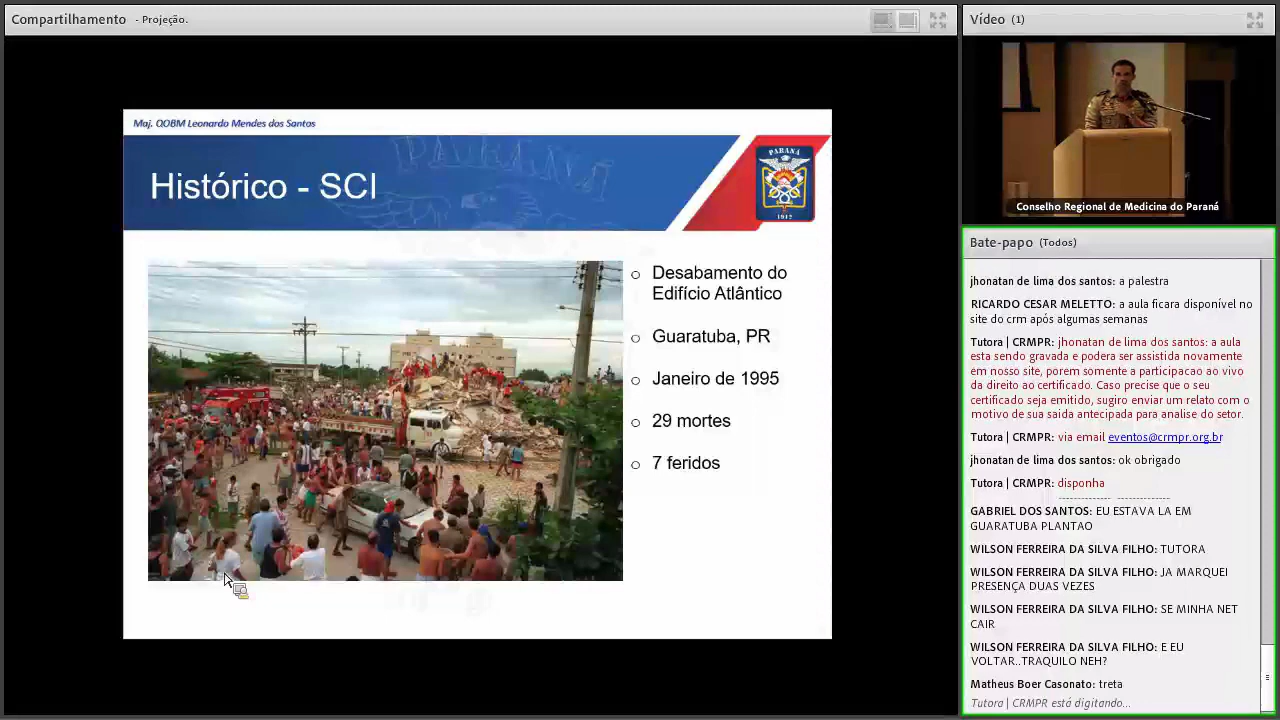 Compartilhamento - Projeção.
Maj. QOBM Leonardo Mendes dos Santos
PARANÁ
Histórico - SCI
PARANÁ
1912
Desabamento do
Edifício Atlântico
Guaratuba, PR
Janeiro de 1995
29 mortes
7 feridos
Vídeo (1)
Conselho Regional de Medicina do Paraná
Bate-papo (Todos)
jhonatan de lima dos santos: a palestra
RICARDO CESAR MELETTO: a aula ficara disponível no
site do crm após algumas semanas
Tutora | CRMPR: jhonatan de lima dos santos: a aula
esta sendo gravada e podera ser assistida novamente
em nosso site, porem somente a participacao ao vivo
da direito ao certificado. Caso precise que o seu
certificado seja emitido, sugiro enviar um relato com o
motivo de sua saida antecipada para analise do setor.
Tutora | CRMPR: via email eventos@crmpr.org.br
jhonatan de lima dos santos: ok obrigado
Tutora | CRMPR: disponha
GABRIEL DOS SANTOS: EU ESTAVA LA EM
GUARATUBA PLANTAO
WILSON FERREIRA DA SILVA FILHO: TUTORA
WILSON FERREIRA DA SILVA FILHO: JA MARQUEI
PRESENÇA DUAS VEZES
WILSON FERREIRA DA SILVA FILHO: SE MINHA NET
CAIR
WILSON FERREIRA DA SILVA FILHO: E EU
VOLTAR..TRAQUILO NEH?
Matheus Boer Casonato: treta
Tutora | CRMPR está digitando...